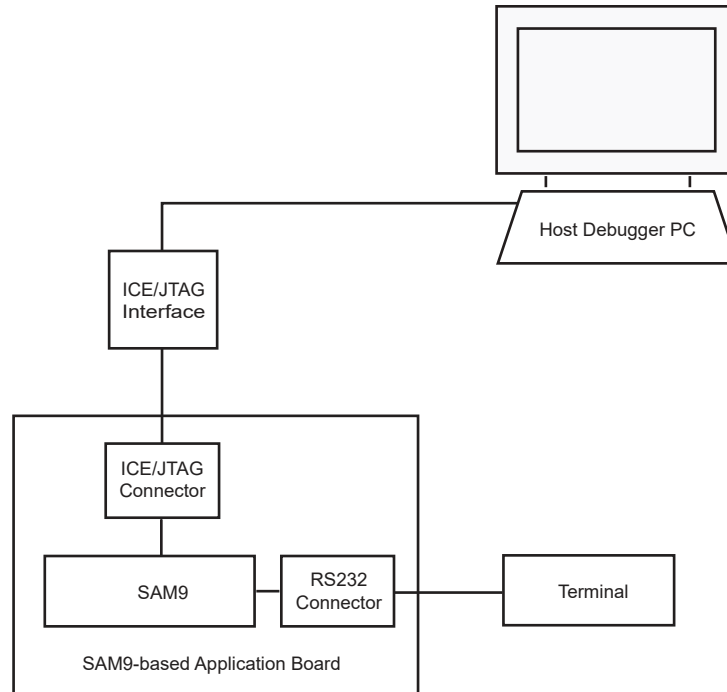 Host Debugger PC
ICE/JTAG
Interface
ICE/JTAG
Connector
SAM9
RS232
Connector
Terminal
SAM9-based Application Board